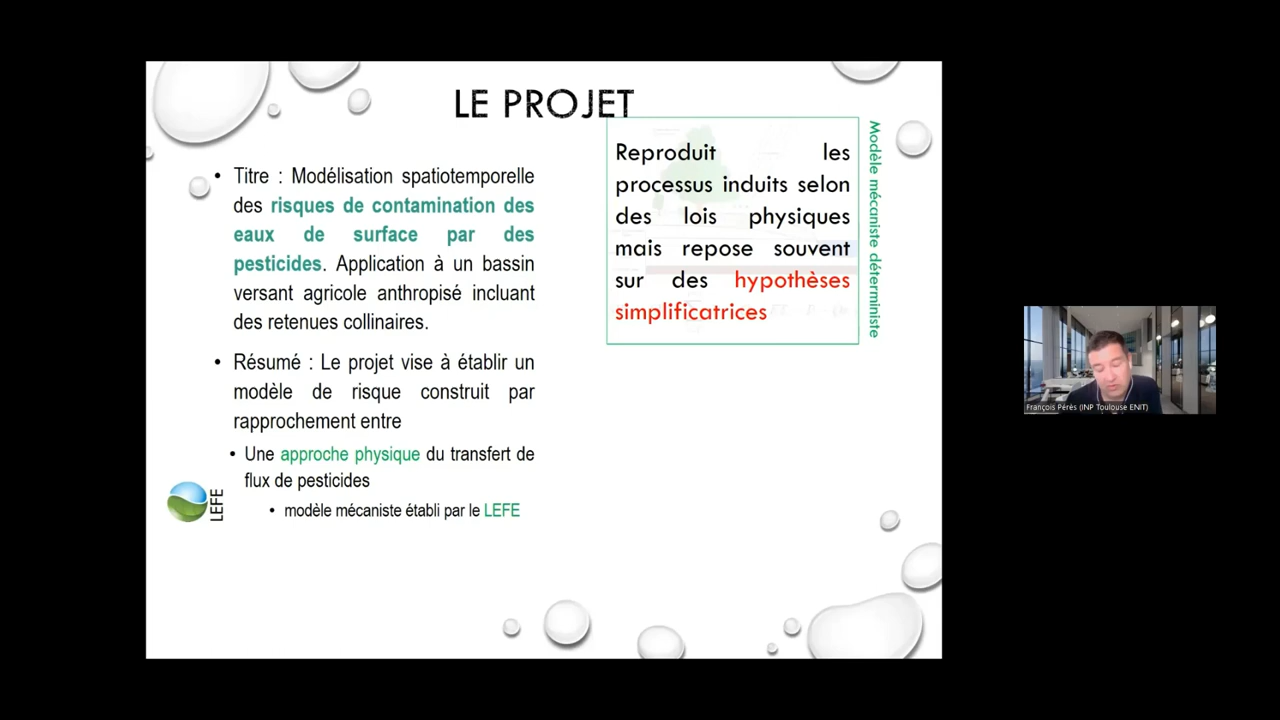 LE PROJET
• Titre : Modélisation spatiotemporelle
des risques de contamination des
eaux de surface par des
pesticides. Application à un bassin
versant agricole anthropisé incluant
des retenues collinaires.
• Résumé : Le projet vise à établir un
modèle de risque construit par
rapprochement entre
• Une approche physique du transfert de
flux de pesticides
• modèle mécaniste établi par le LEFE
LEFE
Reproduit les
processus induits selon
des lois physiques
mais repose souvent
sur des hypothèses
simplificatrices
Modèle mécaniste déterministe
François Pérès (INP Toulouse ENIT)